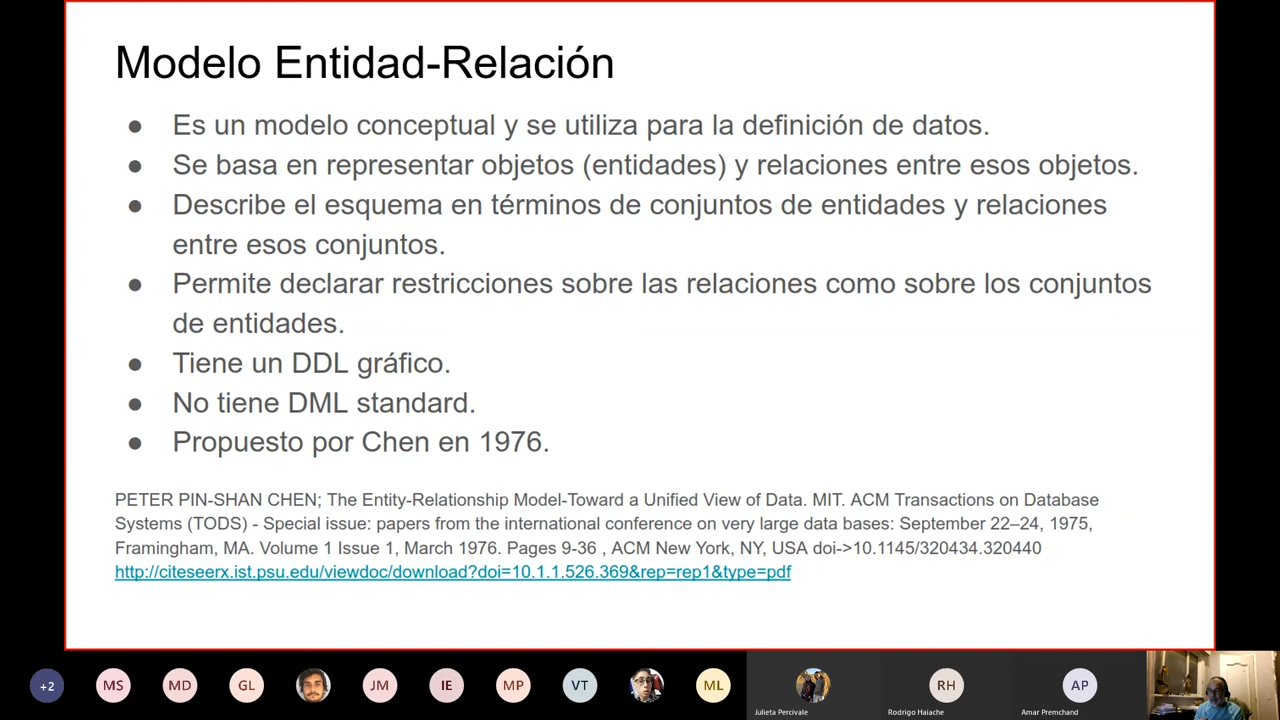 Modelo Entidad-Relación
● Es un modelo conceptual y se utiliza para la definición de datos.
● Se basa en representar objetos (entidades) y relaciones entre esos objetos.
● Describe el esquema en términos de conjuntos de entidades y relaciones
entre esos conjuntos.
● Permite declarar restricciones sobre las relaciones como sobre los conjuntos
de entidades.
● Tiene un DDL gráfico.
● No tiene DML standard.
● Propuesto por Chen en 1976.
PETER PIN-SHAN CHEN; The Entity-Relationship Model-Toward a Unified View of Data. MIT. ACM Transactions on Database
Systems (TODS) - Special issue: papers from the international conference on very large data bases: September 22–24, 1975,
Framingham, MA. Volume 1 Issue 1, March 1976. Pages 9-36 , ACM New York, NY, USA doi->10.1145/320434.320440
http://citeseerx.ist.psu.edu/viewdoc/download?doi=10.1.1.526.369&rep=rep1&type=pdf
+2 MS MD GL JM IE MP VT ML RH AP
Julieta Percivale Rodrigo Haiache Amar Premchand